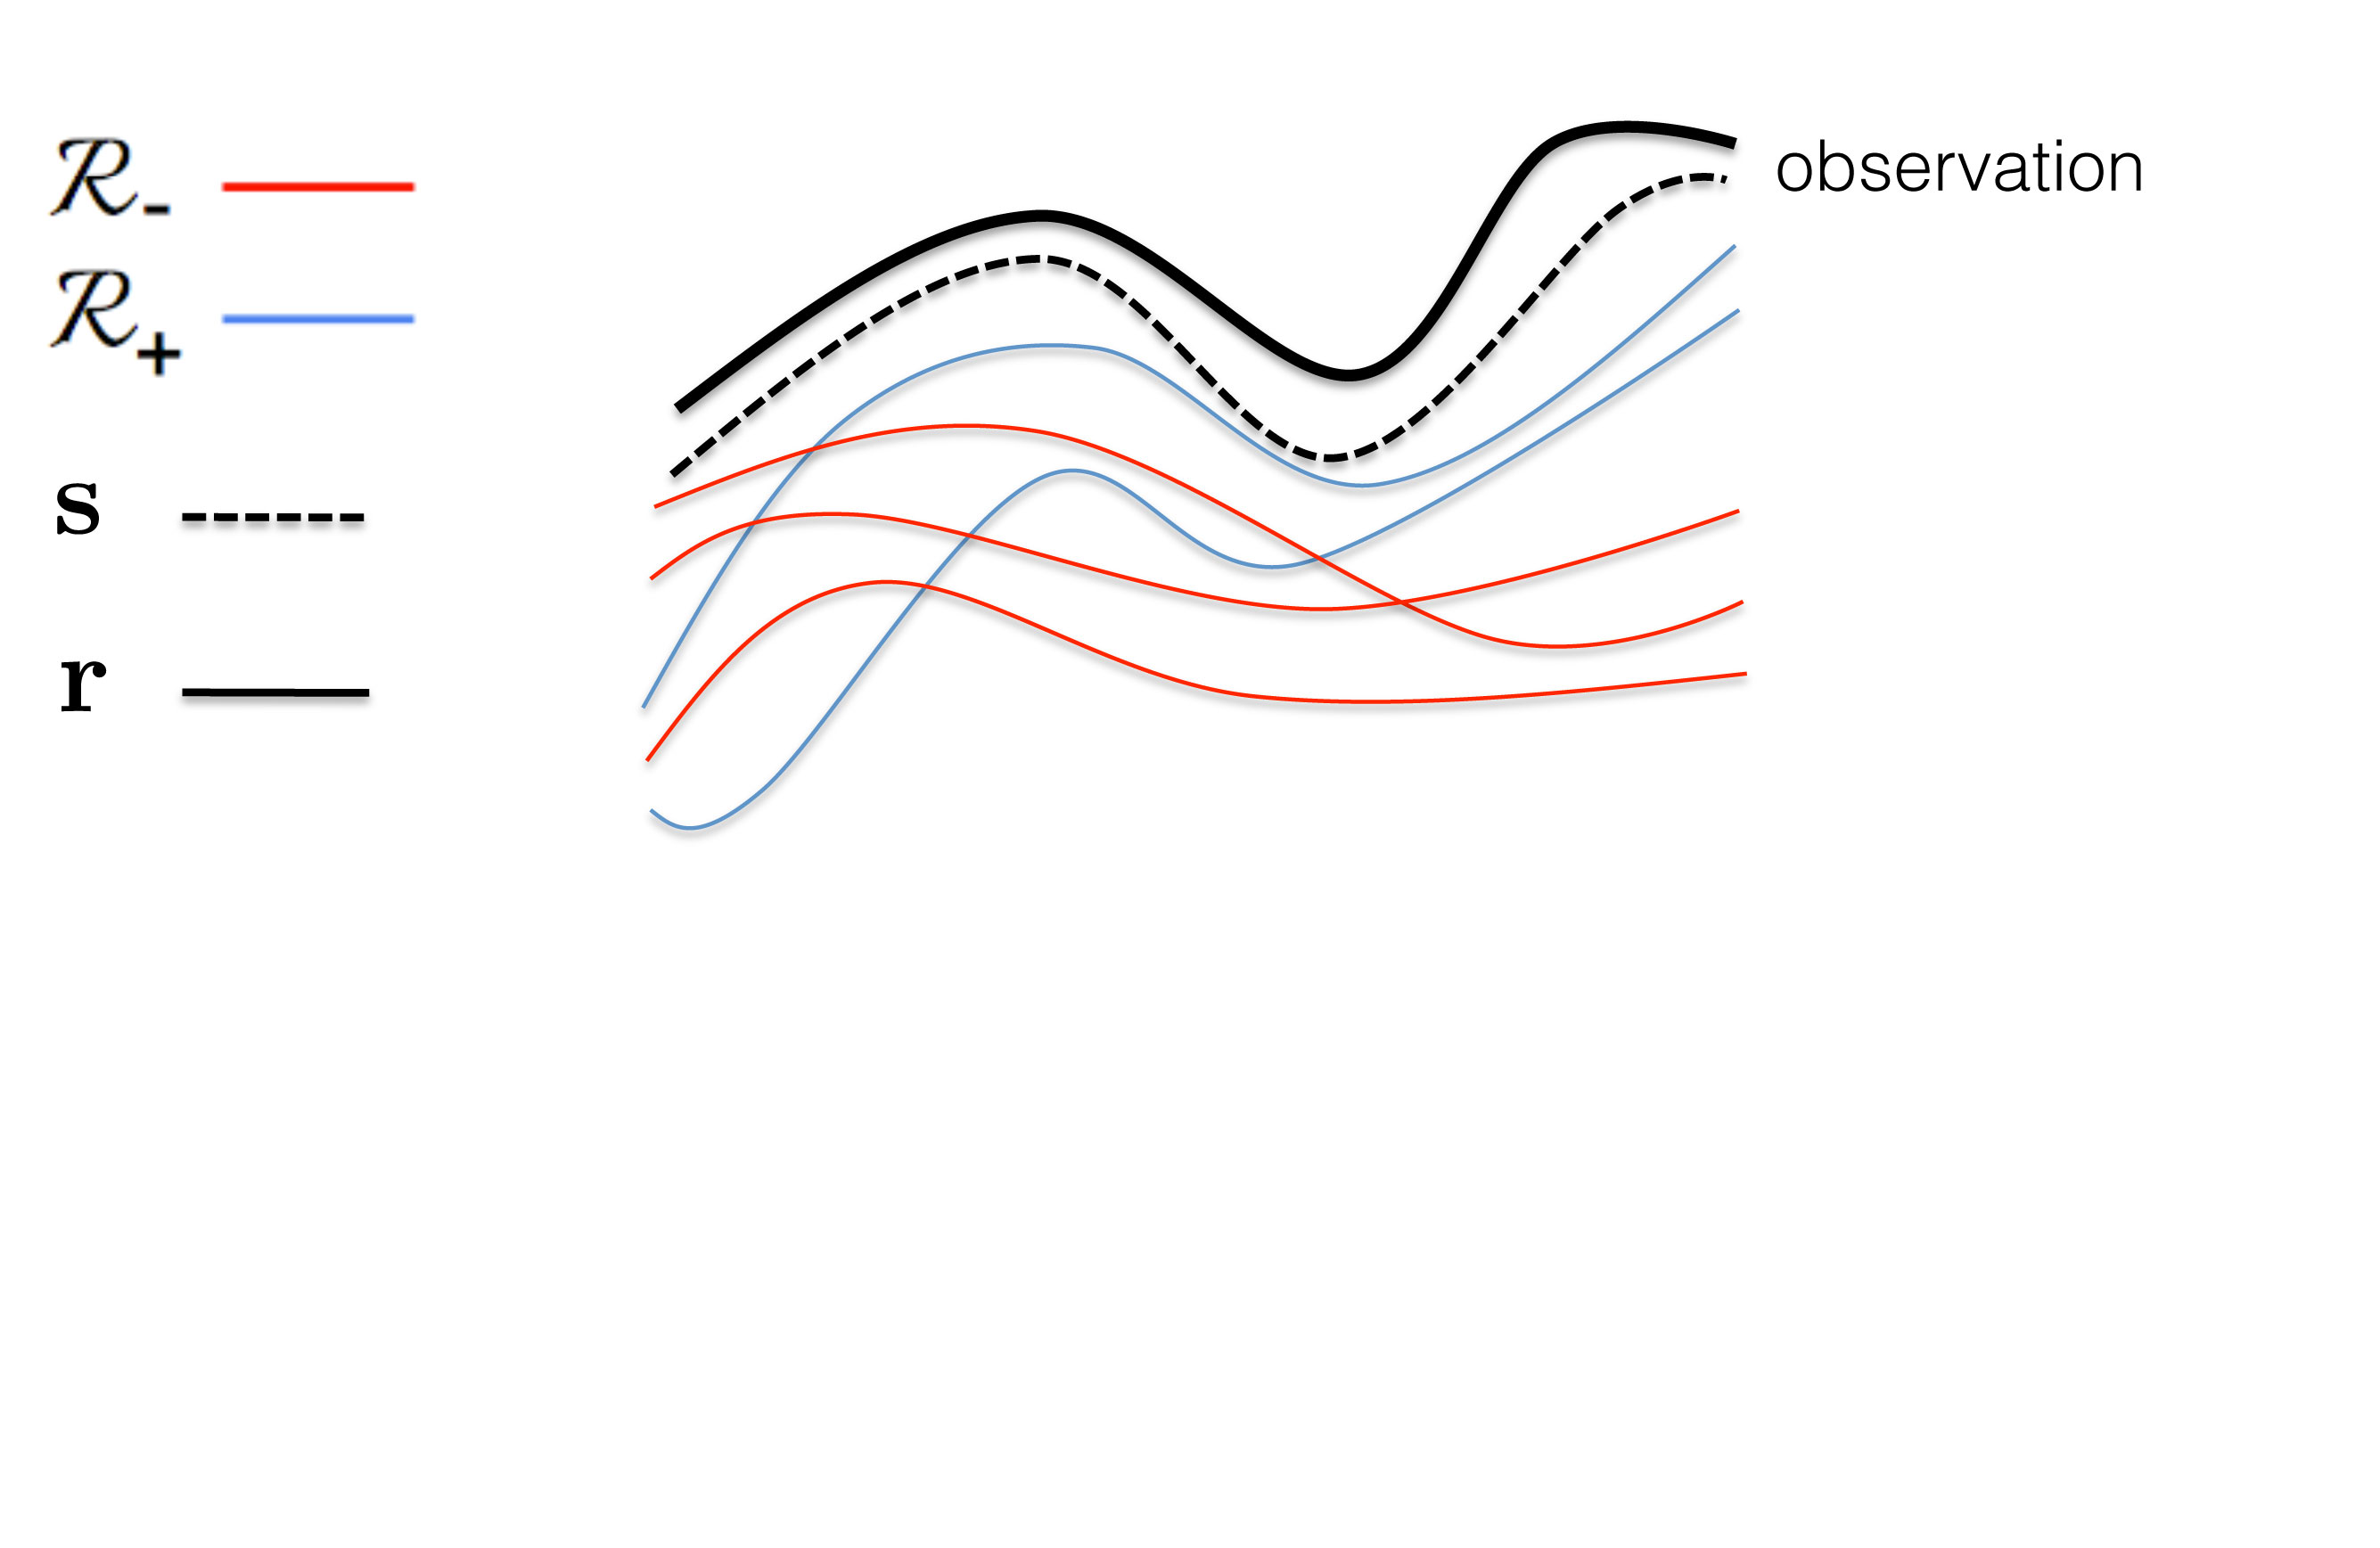 ℛ-
observation
ℛ+
s
r